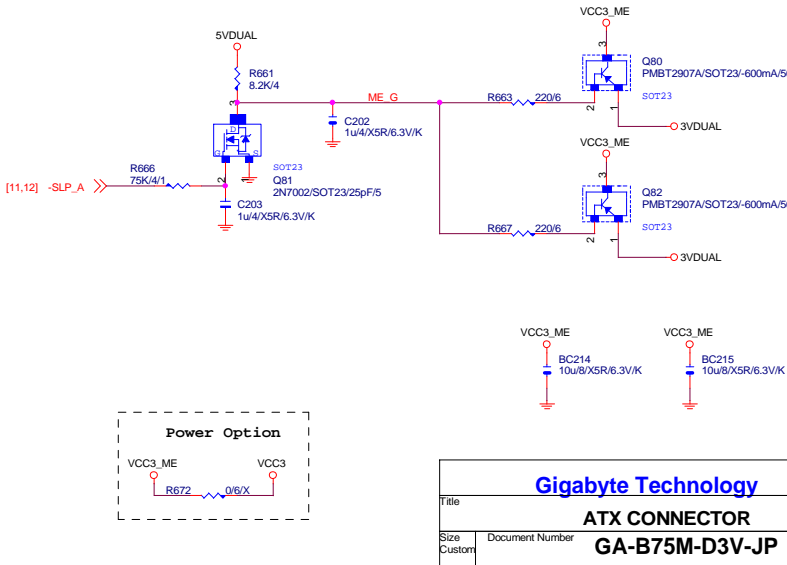 VCC3_ME
3
Q80
PMBT2907A/SOT23/-600mA/50
SOT23
2
1
3VDUAL
5VDUAL
R661
8.2K/4
3
ME_G
R663
220/6
C202
1u/4/X5R/6.3V/K
D
G
S
SOT23
Q81
2N7002/SOT23/25pF/5
2
1
[11,12]
-SLP_A
R666
75K/4/1
C203
1u/4/X5R/6.3V/K
VCC3_ME
3
Q82
PMBT2907A/SOT23/-600mA/50
SOT23
R667
220/6
2
1
3VDUAL
VCC3_ME
BC214
10u/8/X5R/6.3V/K
VCC3_ME
BC215
10u/8/X5R/6.3V/K
Power Option
VCC3_ME
VCC3
R672
0/6/X
Gigabyte Technology
Title
ATX CONNECTOR
Size
Custom
Document Number
GA-B75M-D3V-JP